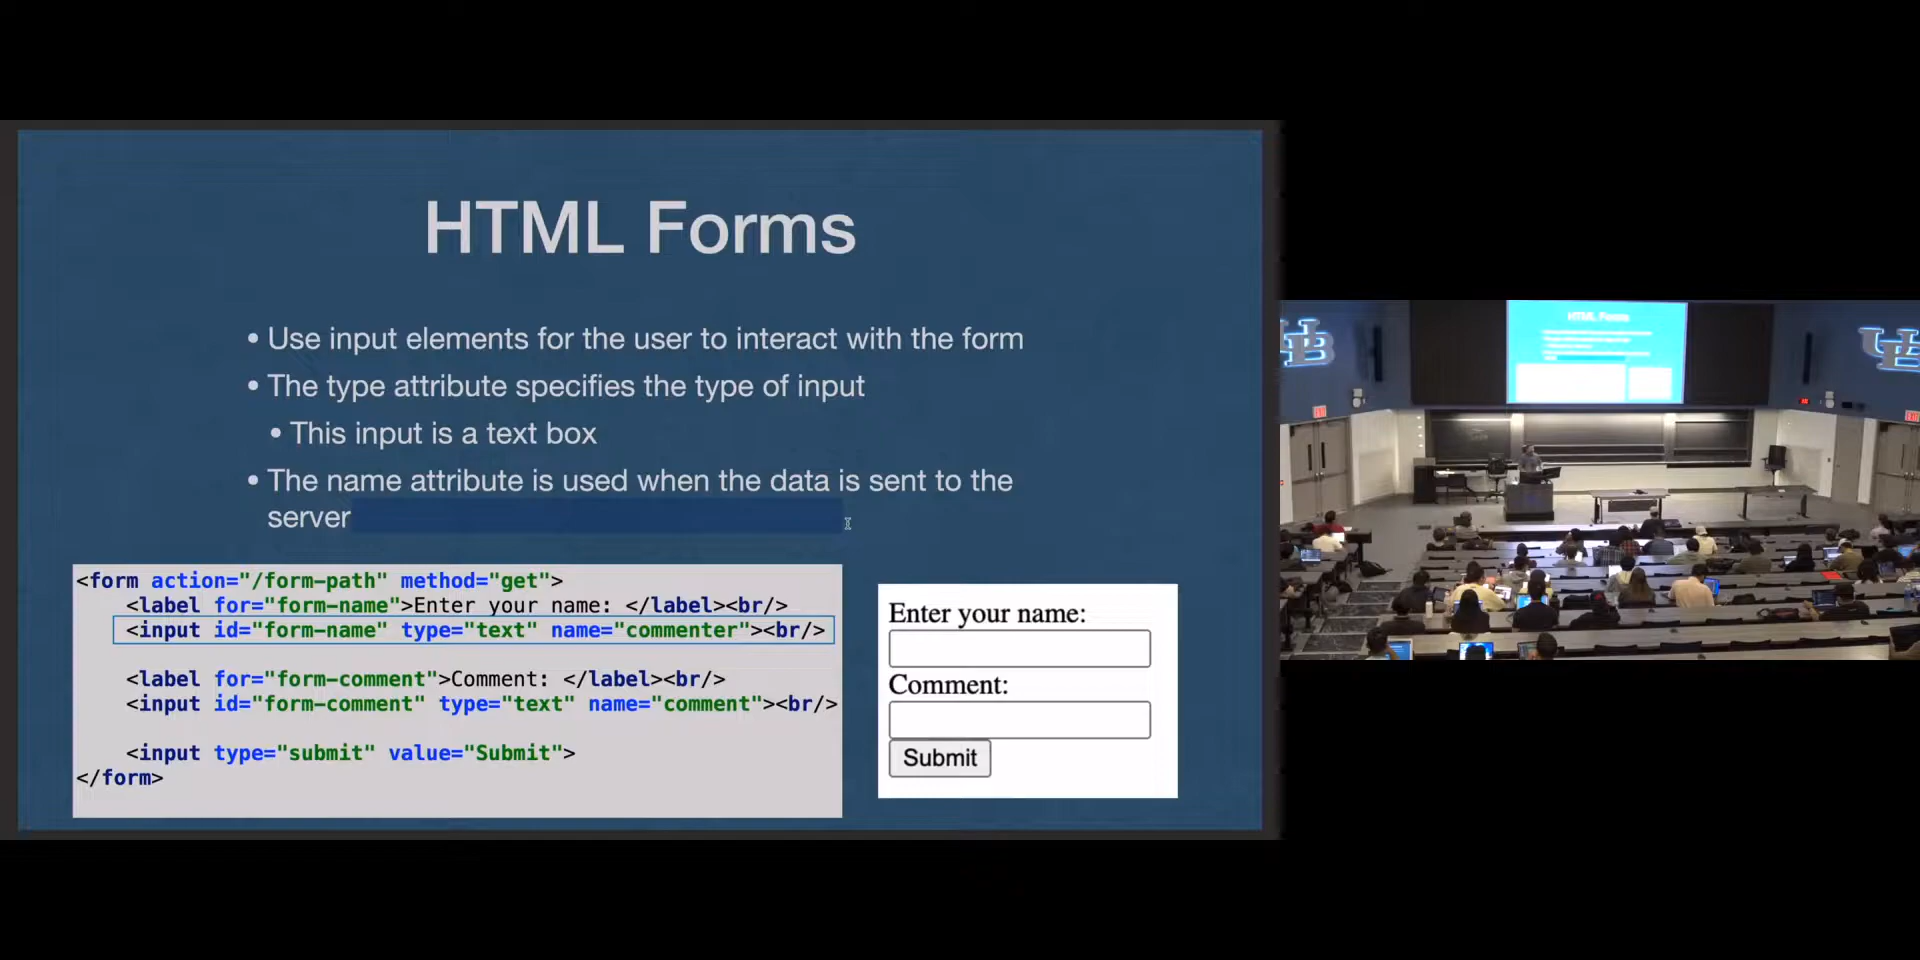 HTML Forms
• Use input elements for the user to interact with the form
• The type attribute specifies the type of input
• This input is a text box
• The name attribute is used when the data is sent to the
server
<form action="/form-path" method="get">
<label for="form-name">Enter your name: </label><br/>
<input id="form-name" type="text" name="commenter"><br/>
<label for="form-comment">Comment: </label><br/>
<input id="form-comment" type="text" name="comment"><br/>
<input type="submit" value="Submit">
</form>
Enter your name:
Comment:
Submit
HTML Forms
UB
UB